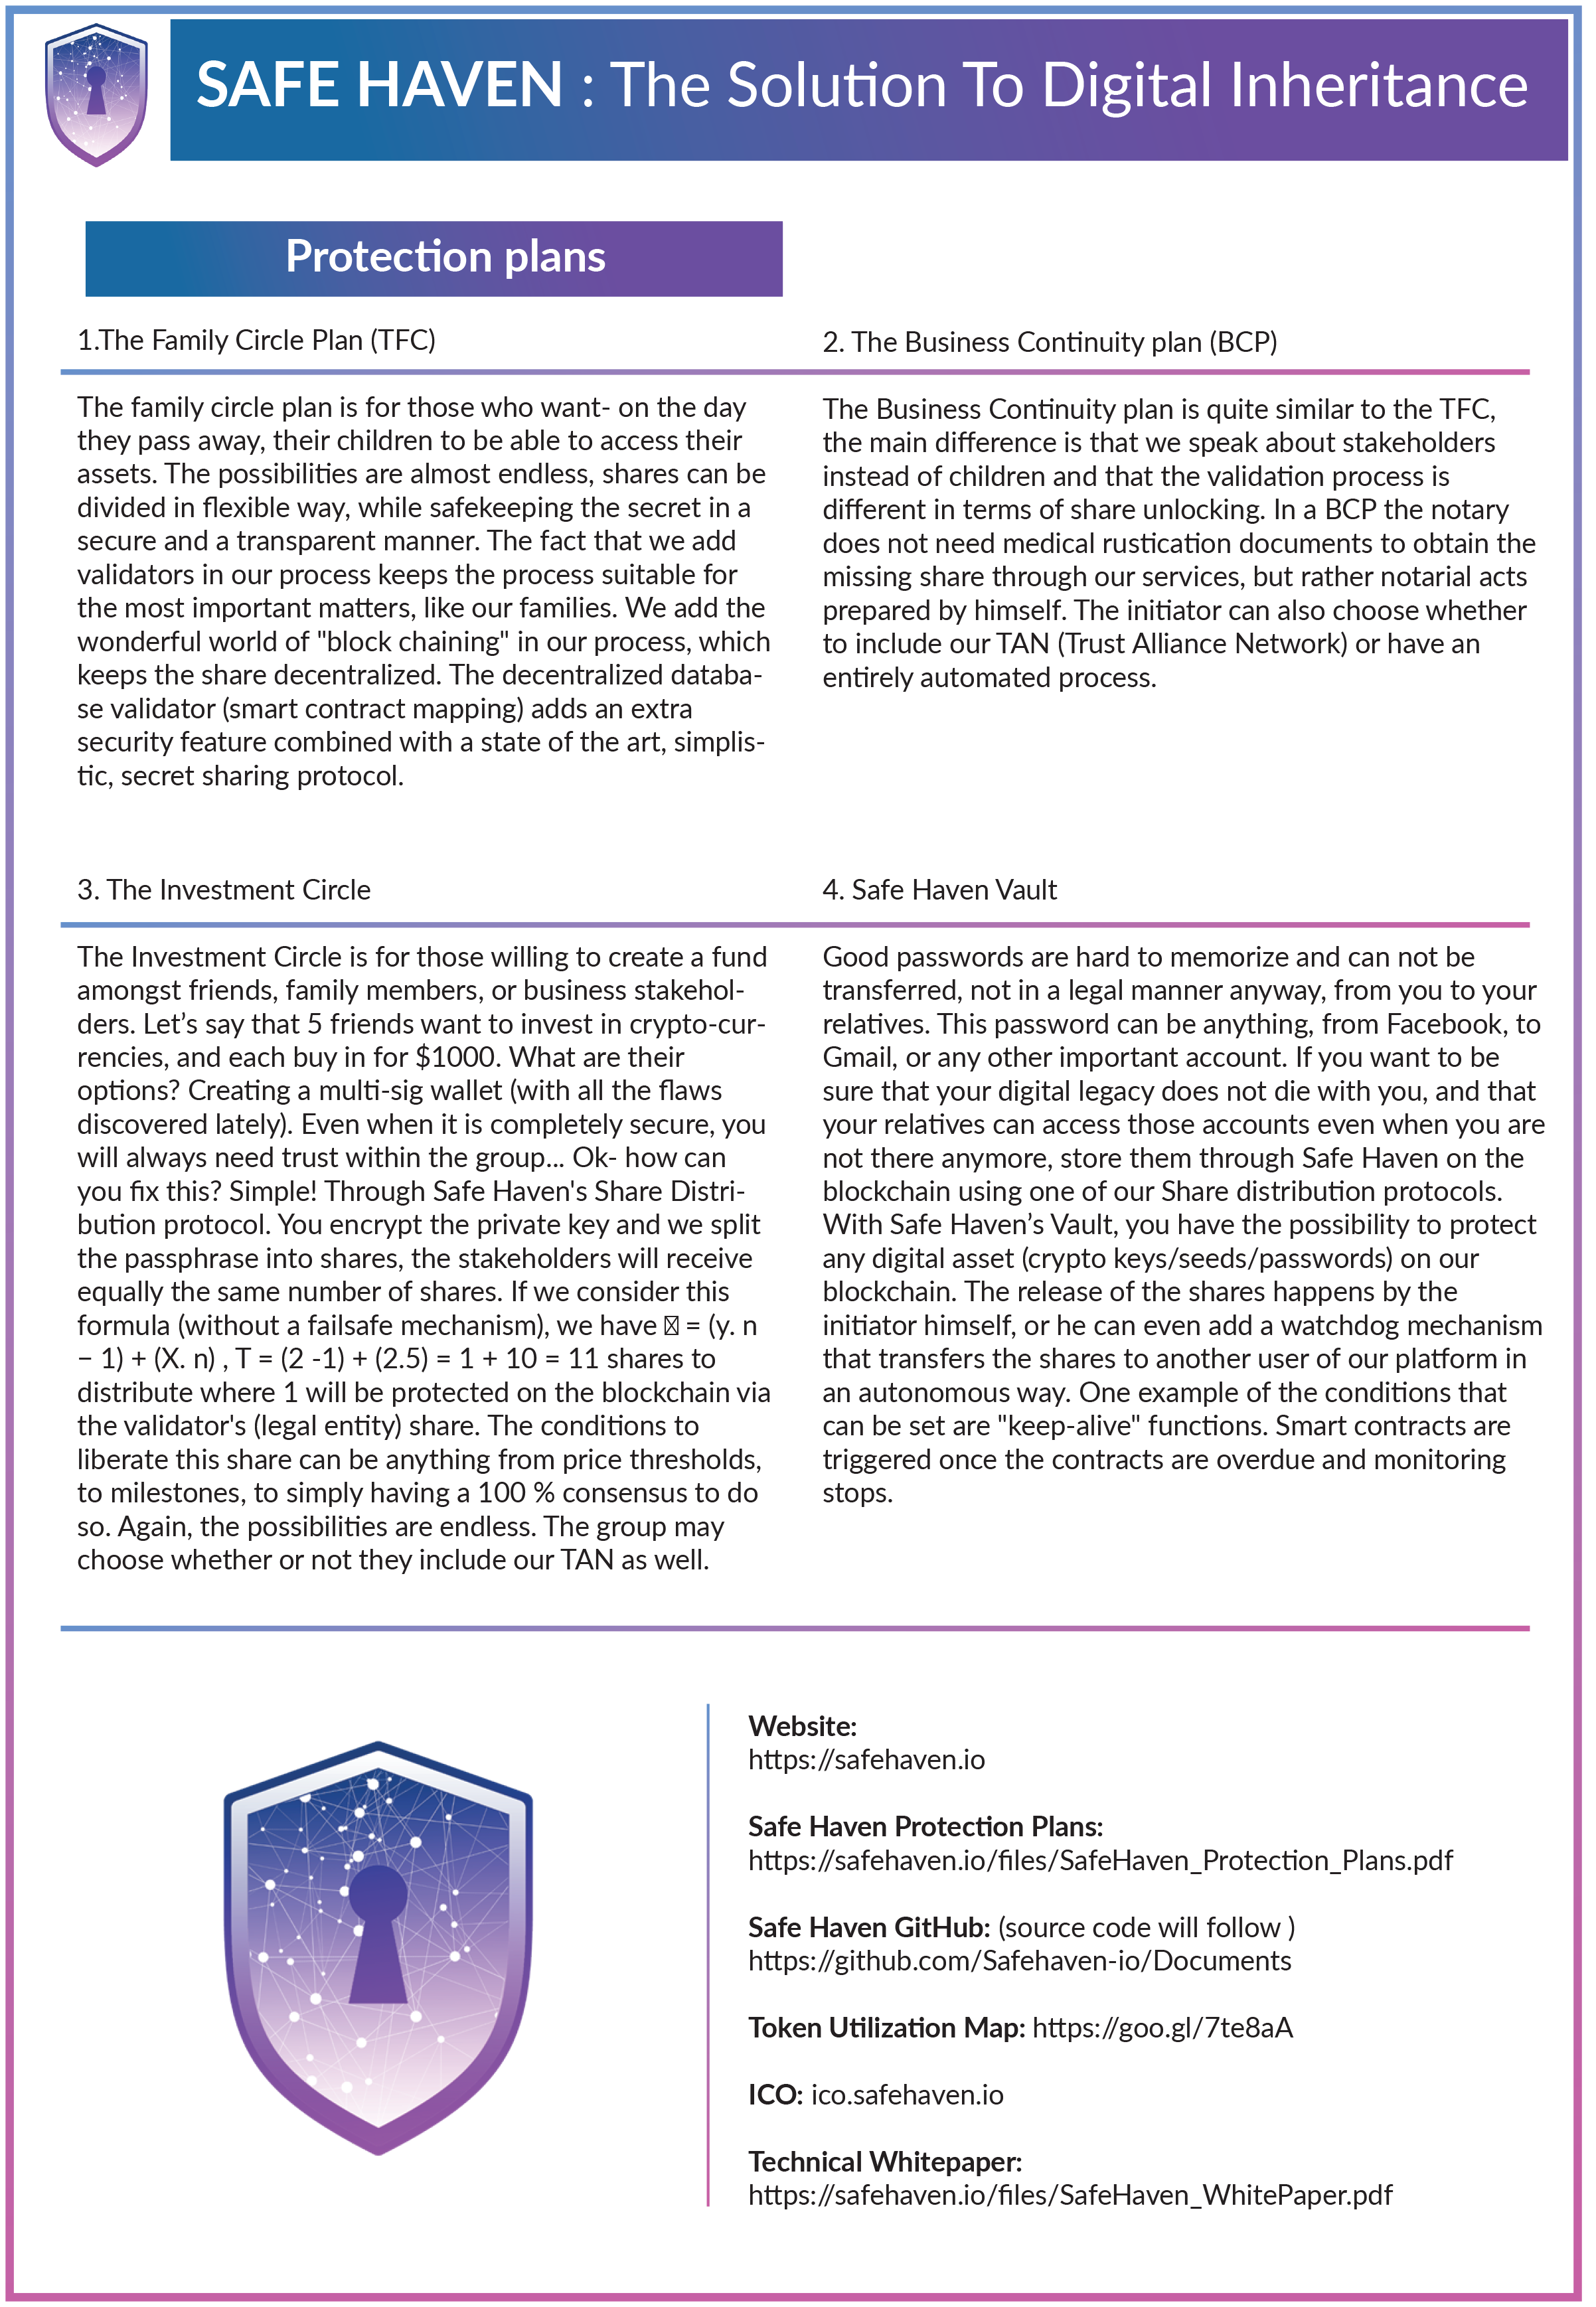 SAFE HAVEN : The Solution To Digital Inheritance
Protection plans
1.The Family Circle Plan (TFC)
The family circle plan is for those who want- on the day
they pass away, their children to be able to access their
assets. The possibilities are almost endless, shares can be
divided in flexible way, while safekeeping the secret in a
secure and a transparent manner. The fact that we add
validators in our process keeps the process suitable for
the most important matters, like our families. We add the
wonderful world of "block chaining" in our process, which
keeps the share decentralized. The decentralized databa-
se validator (smart contract mapping) adds an extra
security feature combined with a state of the art, simplis-
tic, secret sharing protocol.
2. The Business Continuity plan (BCP)
The Business Continuity plan is quite similar to the TFC,
the main difference is that we speak about stakeholders
instead of children and that the validation process is
different in terms of share unlocking. In a BCP the notary
does not need medical rustication documents to obtain the
missing share through our services, but rather notarial acts
prepared by himself. The initiator can also choose whether
to include our TAN (Trust Alliance Network) or have an
entirely automated process.
3. The Investment Circle
The Investment Circle is for those willing to create a fund
amongst friends, family members, or business stakehol-
ders. Let’s say that 5 friends want to invest in crypto-cur-
rencies, and each buy in for $1000. What are their
options? Creating a multi-sig wallet (with all the flaws
discovered lately). Even when it is completely secure, you
will always need trust within the group... Ok- how can
you fix this? Simple! Through Safe Haven's Share Distri-
bution protocol. You encrypt the private key and we split
the passphrase into shares, the stakeholders will receive
equally the same number of shares. If we consider this
formula (without a failsafe mechanism), we have = (y. n
− 1) + (X. n) , T = (2 -1) + (2.5) = 1 + 10 = 11 shares to
distribute where 1 will be protected on the blockchain via
the validator's (legal entity) share. The conditions to
liberate this share can be anything from price thresholds,
to milestones, to simply having a 100 % consensus to do
so. Again, the possibilities are endless. The group may
choose whether or not they include our TAN as well.
4. Safe Haven Vault
Good passwords are hard to memorize and can not be
transferred, not in a legal manner anyway, from you to your
relatives. This password can be anything, from Facebook, to
Gmail, or any other important account. If you want to be
sure that your digital legacy does not die with you, and that
your relatives can access those accounts even when you are
not there anymore, store them through Safe Haven on the
blockchain using one of our Share distribution protocols.
With Safe Haven’s Vault, you have the possibility to protect
any digital asset (crypto keys/seeds/passwords) on our
blockchain. The release of the shares happens by the
initiator himself, or he can even add a watchdog mechanism
that transfers the shares to another user of our platform in
an autonomous way. One example of the conditions that
can be set are "keep-alive" functions. Smart contracts are
triggered once the contracts are overdue and monitoring
stops.
Website:
https://safehaven.io
Safe Haven Protection Plans:
https://safehaven.io/files/SafeHaven_Protection_Plans.pdf
Safe Haven GitHub: (source code will follow )
https://github.com/Safehaven-io/Documents
Token Utilization Map: https://goo.gl/7te8aA
ICO: ico.safehaven.io
Technical Whitepaper:
https://safehaven.io/files/SafeHaven_WhitePaper.pdf